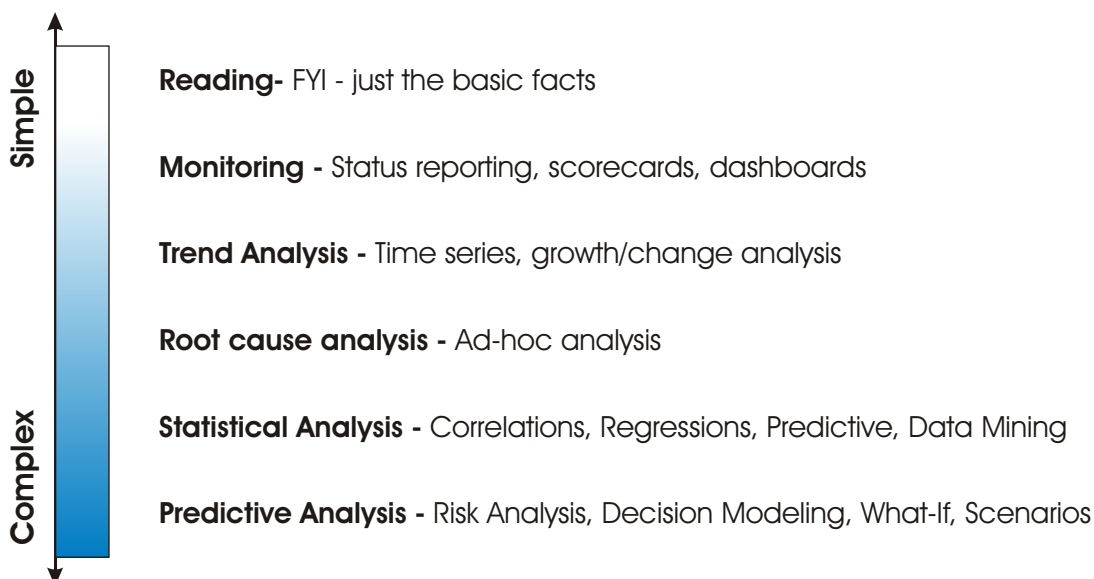 Simple
Reading- FYI - just the basic facts
Monitoring - Status reporting, scorecards, dashboards
Trend Analysis - Time series, growth/change analysis
Root cause analysis - Ad-hoc analysis
Complex
Statistical Analysis - Correlations, Regressions, Predictive, Data Mining
Predictive Analysis - Risk Analysis, Decision Modeling, What-If, Scenarios